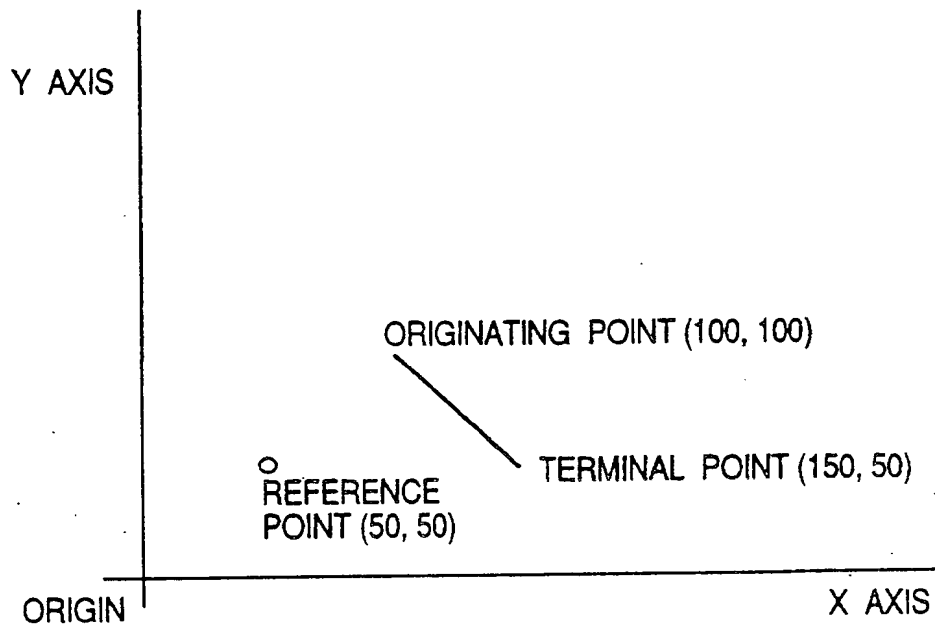 Y AXIS
ORIGINATING POINT (100, 100)
TERMINAL POINT (150, 50)
REFERENCE
POINT (50, 50)
ORIGIN
X AXIS